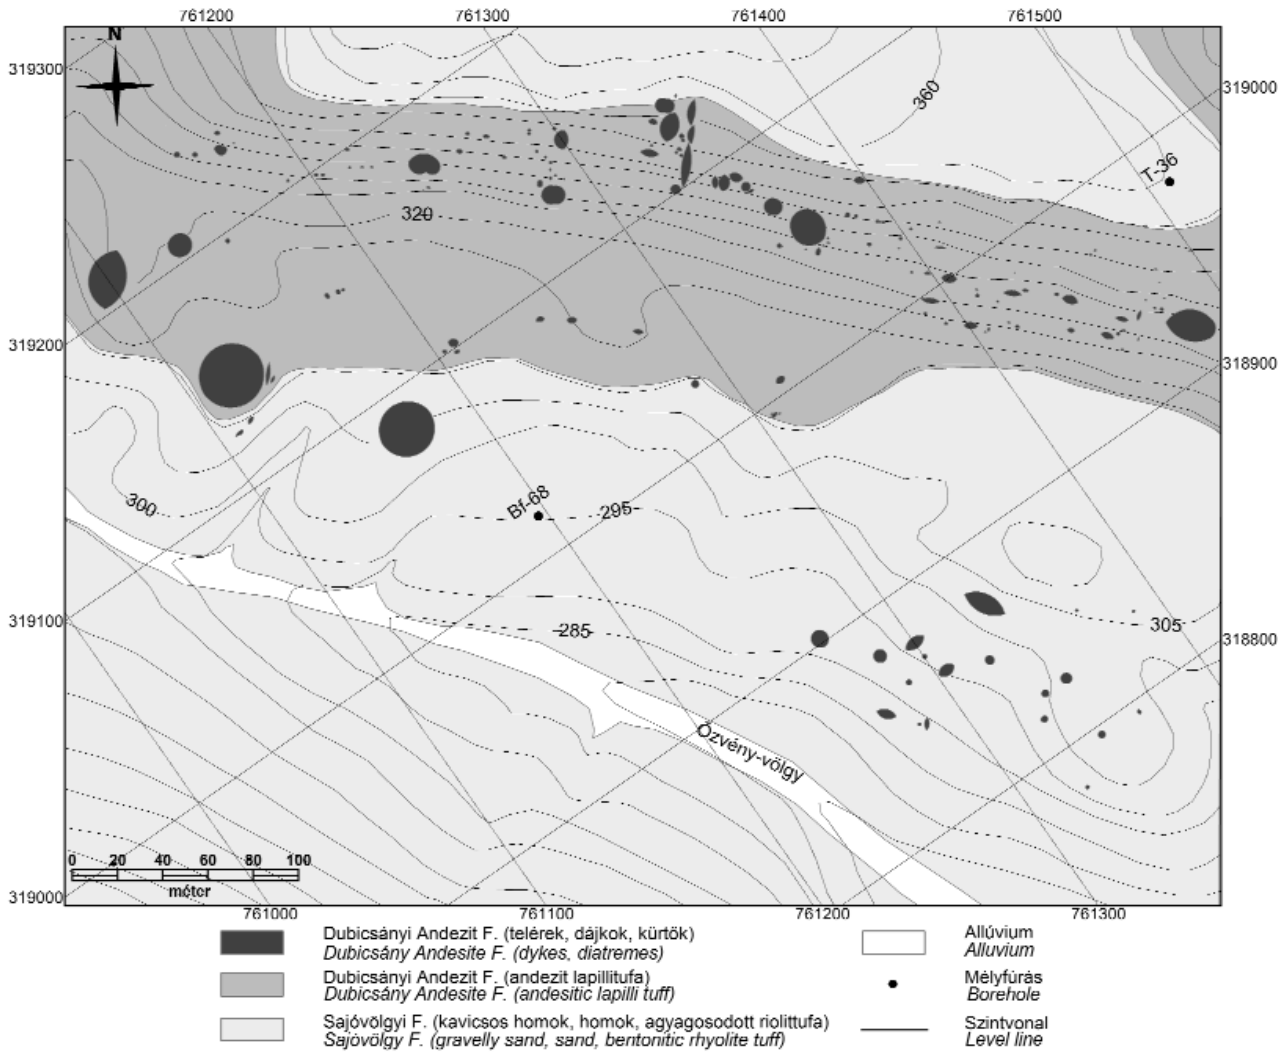 761200 761300 761400 761500
N
319300
319000
360
T-36
320
319200
318900
300
Bf-68
295
319100
285
305
318800
Özvény-völgy
0 20 40 60 80 100
méter
319000
761000 761100 761200 761300
Dubicsányi Andezit F. (telérek, dájkok, kürtők)
Dubicsány Andesite F. (dykes, diatremes)
Dubicsányi Andezit F. (andezit lapillitufa)
Dubicsány Andesite F. (andesitic lapilli tuff)
Sajóvölgyi F. (kavicsos homok, homok, agyagosodott riolittufa)
Sajóvölgy F. (gravelly sand, sand, bentonitic rhyolite tuff)
Allúvium
Alluvium
Mélyfúrás
Borehole
Szintvonal
Level line